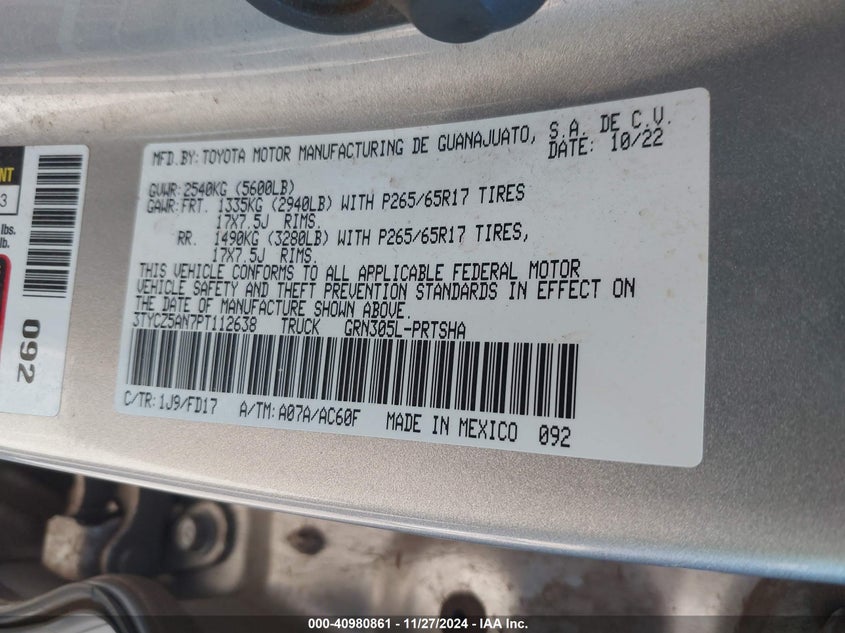 MFD.BY: TOYOTA MOTOR MANUFACTURING DE GUANAJUATO, S.A. DE C.V.
DATE: 10/22
GVWR: 2540KG (5600LB)
GAWR: FRT. 1335KG (2940LB) WITH P265/65R17 TIRES
17X7.5J RIMS.
RR. 1490KG (3280LB) WITH P265/65R17 TIRES,
17X7.5J RIMS.
THIS VEHICLE CONFORMS TO ALL APPLICABLE FEDERAL MOTOR
VEHICLE SAFETY AND THEFT PREVENTION STANDARDS IN EFFECT ON
THE DATE OF MANUFACTURE SHOWN ABOVE.
3TYCZ5AN7PT112638 TRUCK GRN305L-PRTSHA
C/TR: 1J9/FD17 A/TM: A07A/AC60F MADE IN MEXICO 092
3
lbs.
lb.
092
000-40980861 - 11/27/2024 - IAA Inc.